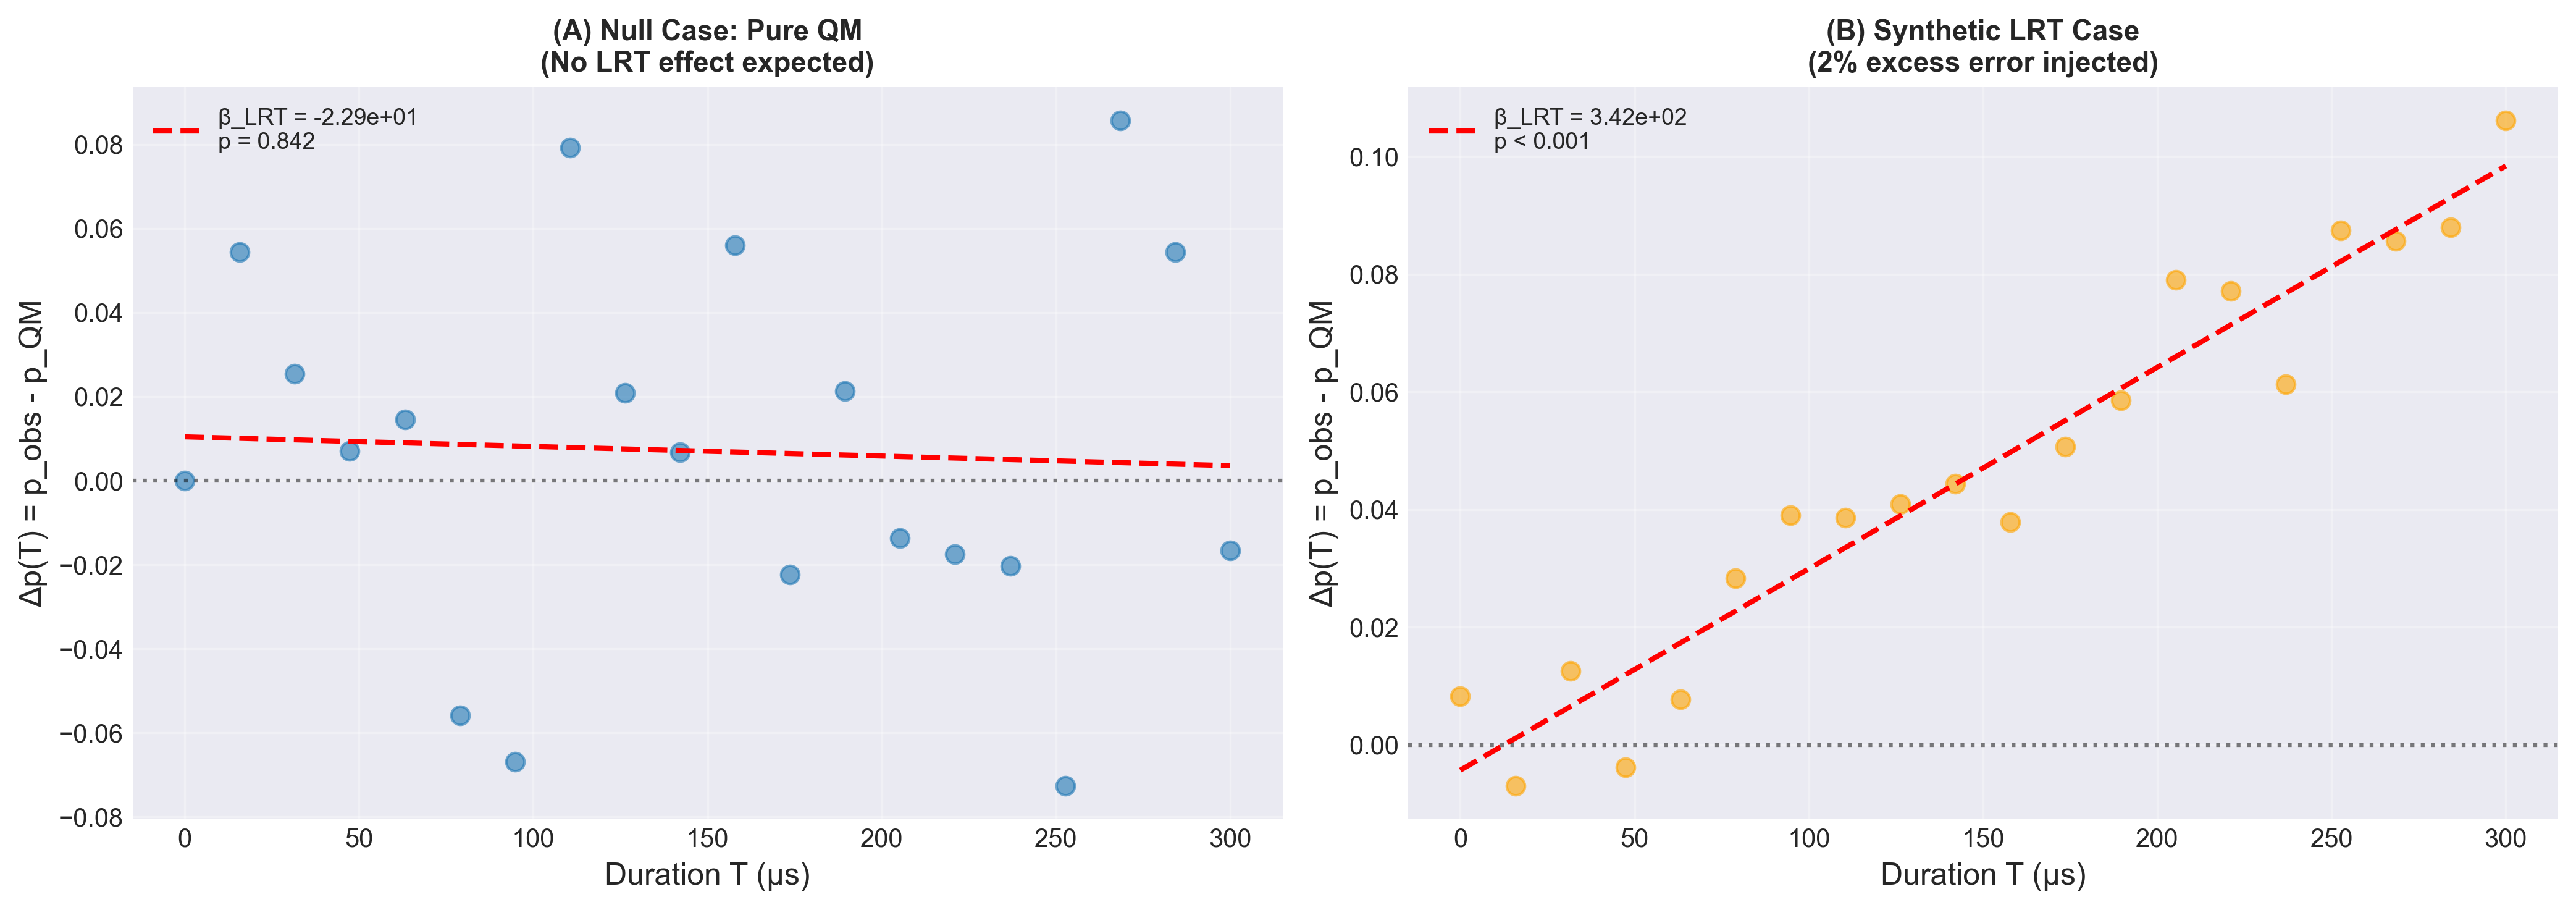 (A) Null Case: Pure QM
(No LRT effect expected)
β_LRT = -2.29e+01
p = 0.842
0.08
0.06
0.04
0.02
0.00
−0.02
−0.04
−0.06
−0.08
Δp(T) = p_obs - p_QM
0 50 100 150 200 250 300
Duration T (μs)
(B) Synthetic LRT Case
(2% excess error injected)
β_LRT = 3.42e+02
p < 0.001
0.10
0.08
0.06
0.04
0.02
0.00
Δp(T) = p_obs - p_QM
0 50 100 150 200 250 300
Duration T (μs)